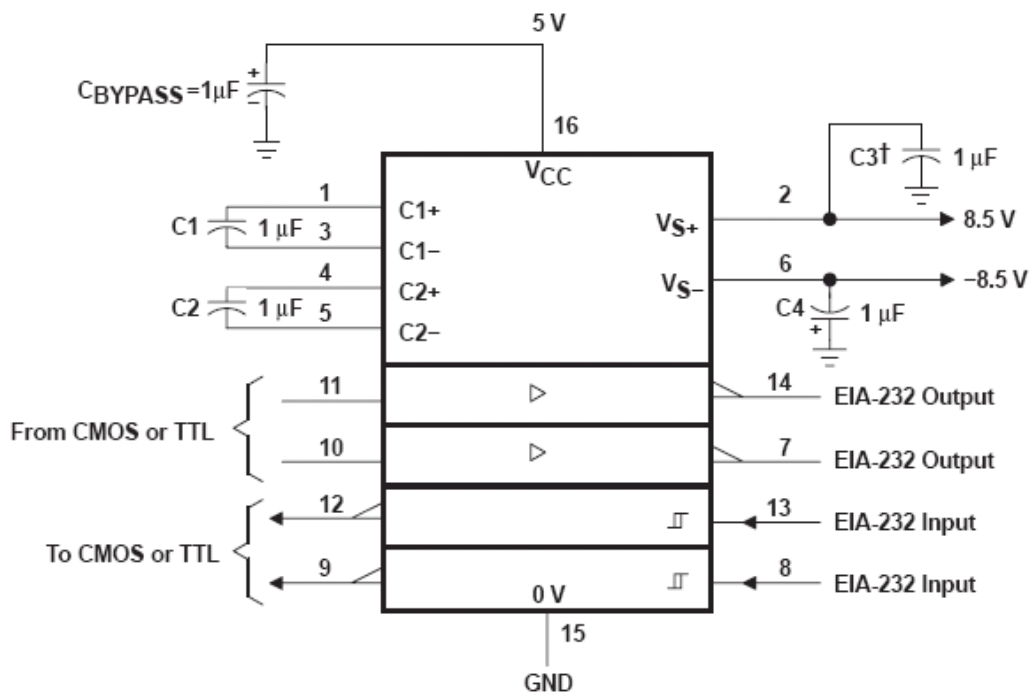 5 V
CBYPASS=1μF
+
–
16
VCC
C3†
1 μF
1
C1+
2
VS+
8.5 V
C1
1 μF
3
C1–
4
C2+
6
VS–
–8.5 V
C2
1 μF
5
C2–
C4
+
1 μF
11
14
EIA-232 Output
From CMOS or TTL
10
7
EIA-232 Output
12
13
EIA-232 Input
To CMOS or TTL
9
8
EIA-232 Input
0 V
15
GND